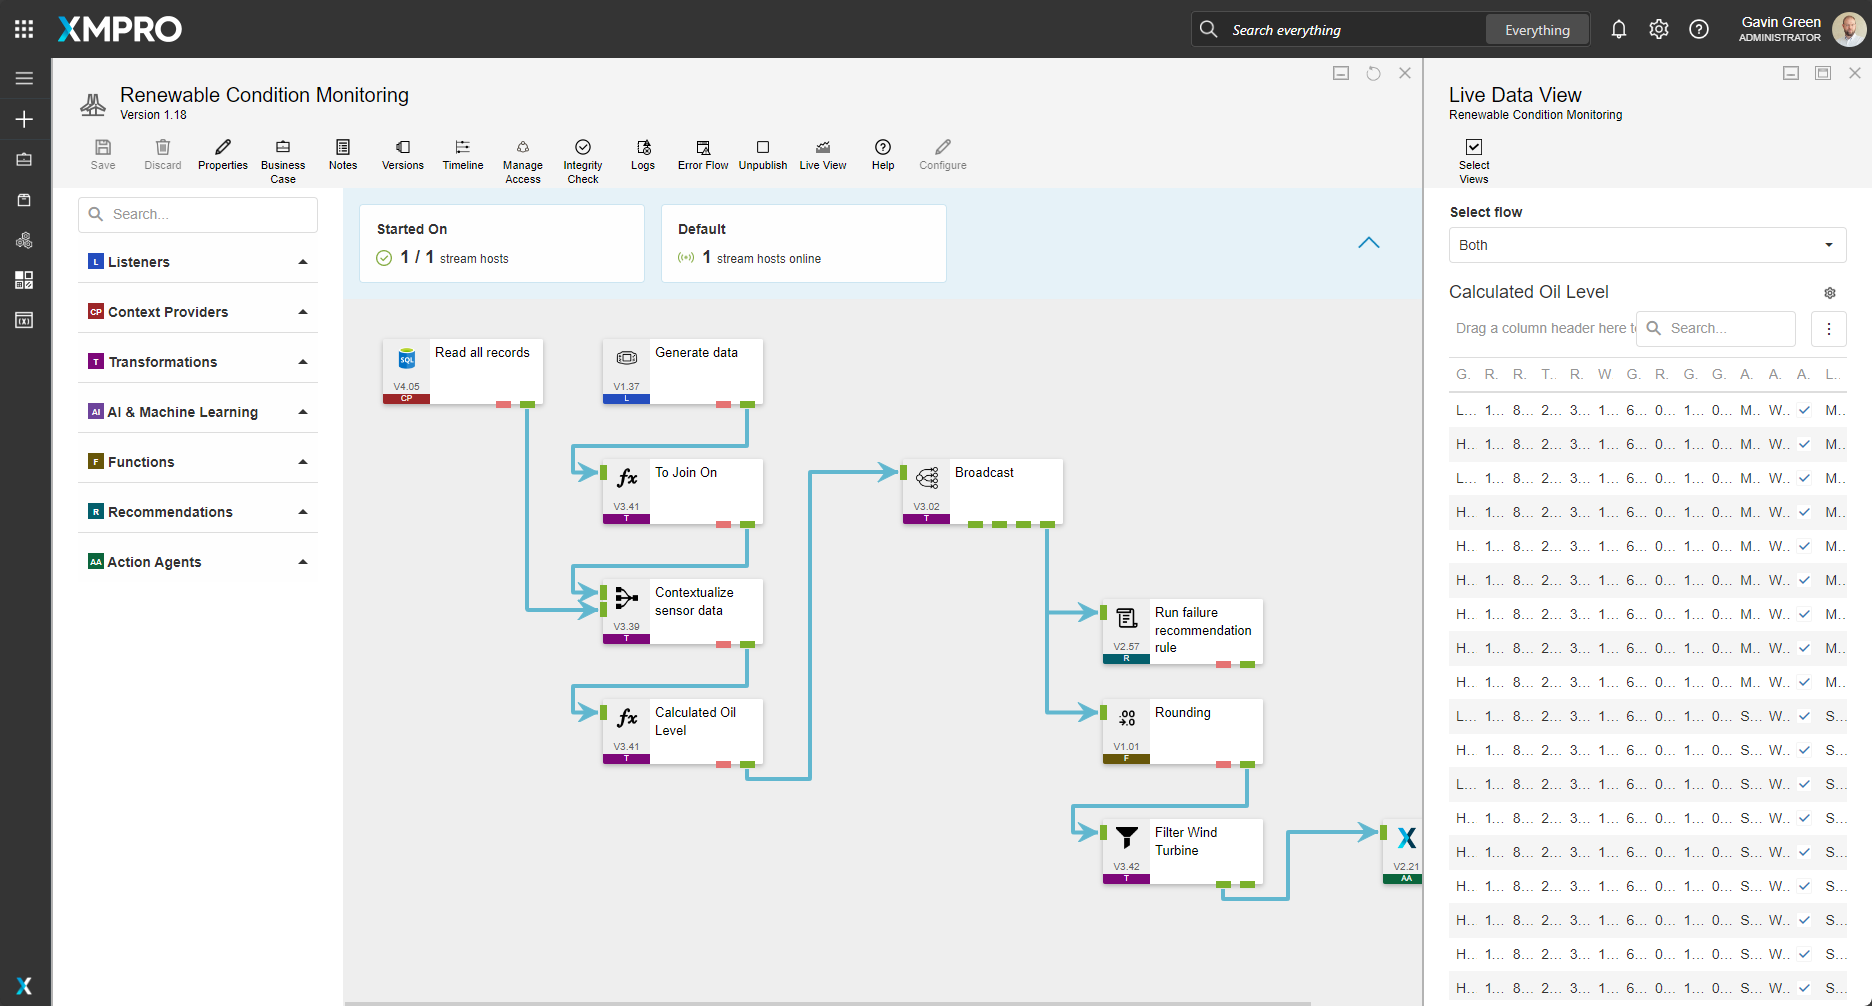 XMPRO
Search everything
Everything
Gavin Green
ADMINISTRATOR
Renewable Condition Monitoring
Version 1.18
Save
Discard
Properties
Business
Case
Notes
Versions
Timeline
Manage
Access
Integrity
Check
Logs
Error Flow
Unpublish
Live View
Help
Configure
Search...
L Listeners
CP Context Providers
T Transformations
AI AI & Machine Learning
F Functions
R Recommendations
AA Action Agents
Started On
1 / 1 stream hosts
Default
1 stream hosts online
SQL
Read all records
V4.05
CP
Generate data
V1.37
L
fx
To Join On
V3.41
T
Broadcast
V3.02
T
Contextualize
sensor data
V3.39
T
Run failure
recommendation
rule
V2.57
R
fx
Calculated Oil
Level
V3.41
T
.00
.0
Rounding
V1.01
F
Filter Wind
Turbine
V3.42
T
V2.21
AA
Live Data View
Renewable Condition Monitoring
Select
Views
Select flow
Both
Calculated Oil Level
Drag a column header here t
Search...
G. R.. R.. T.. R.. W G. R.. G. G. A. A. A. L..
L... 1... 8... 2... 3... 1... 6... 0... 1... 0... M.. W.. M..
H.. 1... 8... 2... 3... 1... 6... 0... 1... 0... M.. W.. M..
L... 1... 8... 2... 3... 1... 6... 0... 1... 0... M.. W.. M..
H.. 1... 8... 2... 3... 1... 6... 0... 1... 0... M.. W.. M..
H.. 1... 8... 2... 3... 1... 6... 0... 1... 0... M.. W.. M..
H.. 1... 8... 2... 3... 1... 6... 0... 1... 0... M.. W.. M..
H.. 1... 8... 2... 3... 1... 6... 0... 1... 0... M.. W.. M..
H.. 1... 8... 2... 3... 1... 6... 0... 1... 0... M.. W.. M..
H.. 1... 8... 2... 3... 1... 6... 0... 1... 0... M.. W.. M..
L... 1... 8... 2... 3... 1... 6... 0... 1... 0... S... W.. S...
H.. 1... 8... 2... 3... 1... 6... 0... 1... 0... S... W.. S...
L... 1... 8... 2... 3... 1... 6... 0... 1... 0... S... W.. S...
H.. 1... 8... 2... 3... 1... 6... 0... 1... 0... S... W.. S...
H.. 1... 8... 2... 3... 1... 6... 0... 1... 0... S... W.. S...
H.. 1... 8... 2... 3... 1... 6... 0... 1... 0... S... W.. S...
H.. 1... 8... 2... 3... 1... 6... 0... 1... 0... S... W.. S...
H.. 1... 8... 2... 3... 1... 6... 0... 1... 0... S... W.. S...
H.. 1... 8... 2... 3... 1... 6... 0... 1... 0... S... W.. S...